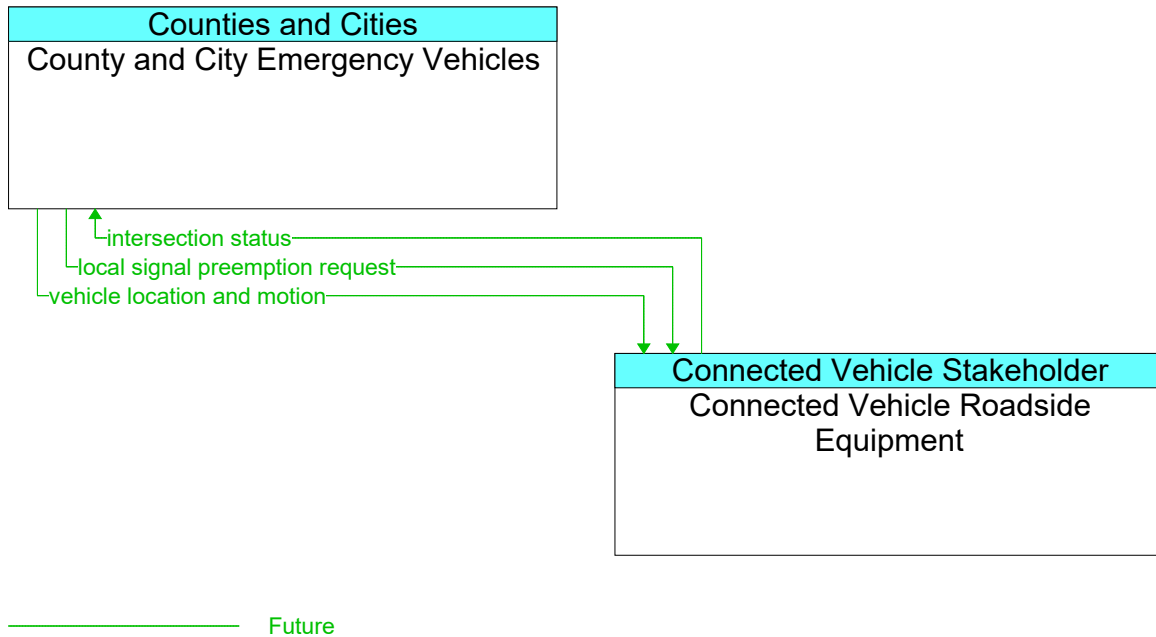 Counties and Cities
County and City Emergency Vehicles
intersection status
local signal preemption request
vehicle location and motion
Connected Vehicle Stakeholder
Connected Vehicle Roadside
Equipment
Future